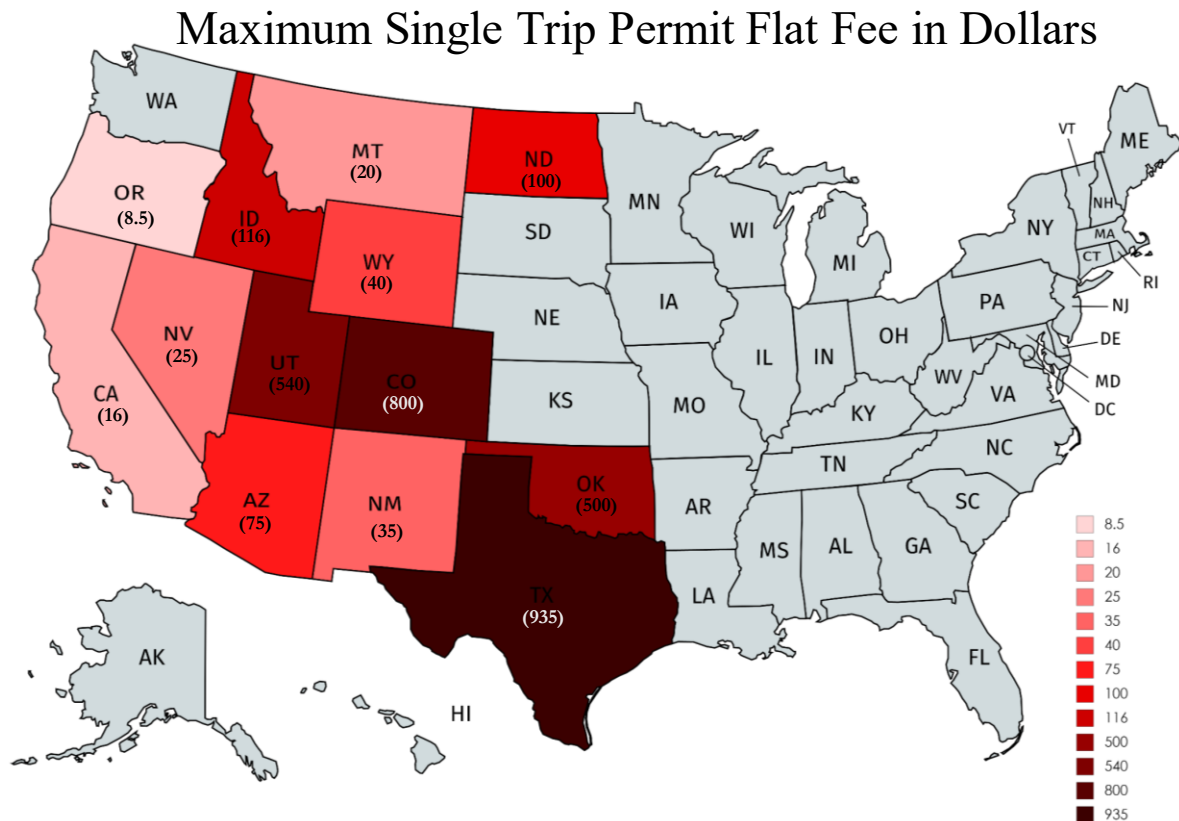 Maximum Single Trip Permit Flat Fee in Dollars
WA
MT
(20)
ND
(100)
MN
VT
ME
OR
(8.5)
ID
(116)
SD
WI
MI
NY
NH
MA
CT
RI
WY
(40)
IA
PA
NJ
NE
NV
(25)
UT
(540)
CO
(800)
IL
IN
OH
DE
WV
MD
VA
DC
CA
(16)
KS
MO
KY
NC
TN
AZ
(75)
NM
(35)
OK
(500)
AR
SC
MS
AL
GA
TX
(935)
LA
FL
AK
HI
8.5
16
20
25
35
40
75
100
116
500
540
800
935